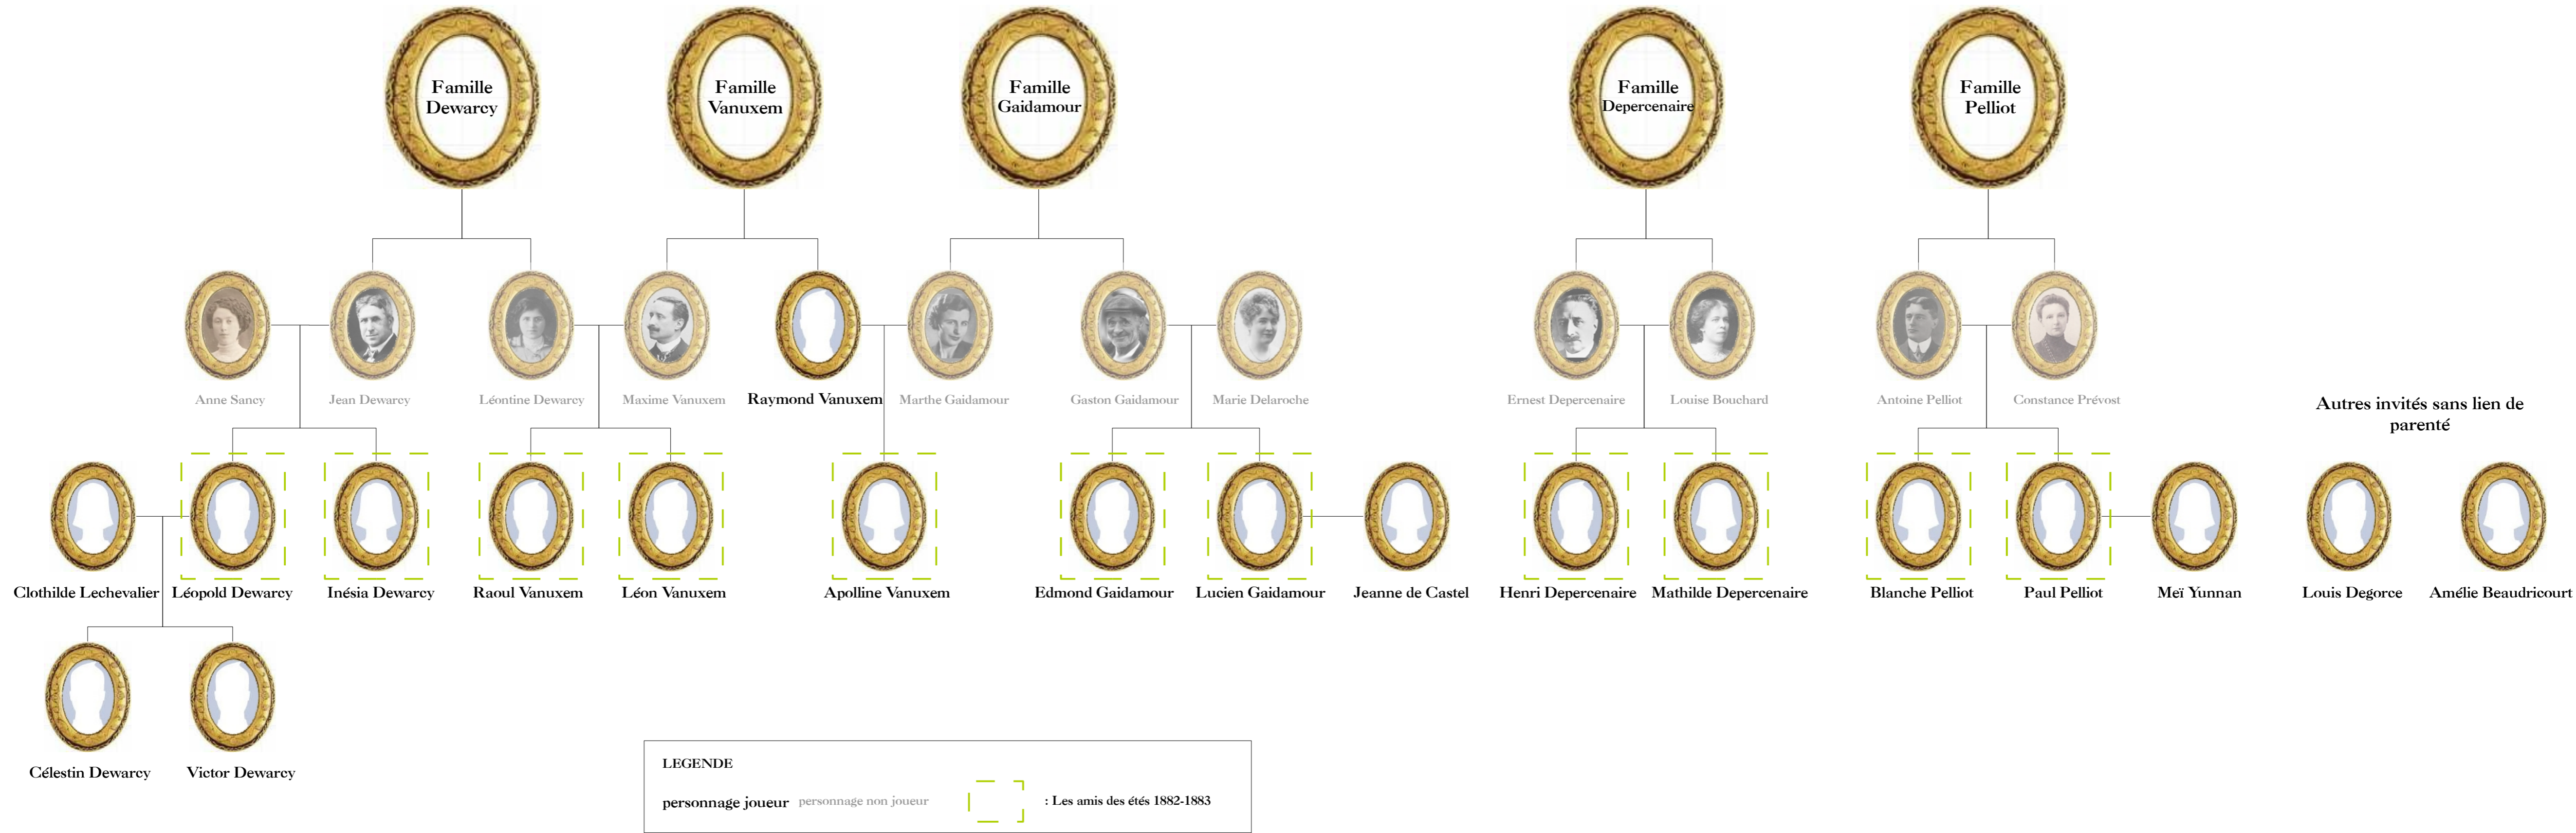 Famille
Dewarcy
Famille
Vanuxem
Famille
Gaidamour
Famille
Depercenaire
Famille
Pelliot
Anne Sancy
Jean Dewarcy
Léontine Dewarcy
Maxime Vanuxem
Raymond Vanuxem
Marthe Gaidamour
Gaston Gaidamour
Marie Delaroche
Ernest Depercenaire
Louise Bouchard
Antoine Pelliot
Constance Prévost
Autres invités sans lien de
parenté
Clothilde Lechevalier
Léopold Dewarcy
Inésia Dewarcy
Raoul Vanuxem
Léon Vanuxem
Apolline Vanuxem
Edmond Gaidamour
Lucien Gaidamour
Jeanne de Castel
Henri Depercenaire
Mathilde Depercenaire
Blanche Pelliot
Paul Pelliot
Meï Yunnan
Louis Degorce
Amélie Beaudricourt
Célestin Dewarcy
Victor Dewarcy
LEGENDE
personnage joueur
personnage non joueur
: Les amis des étés 1882-1883